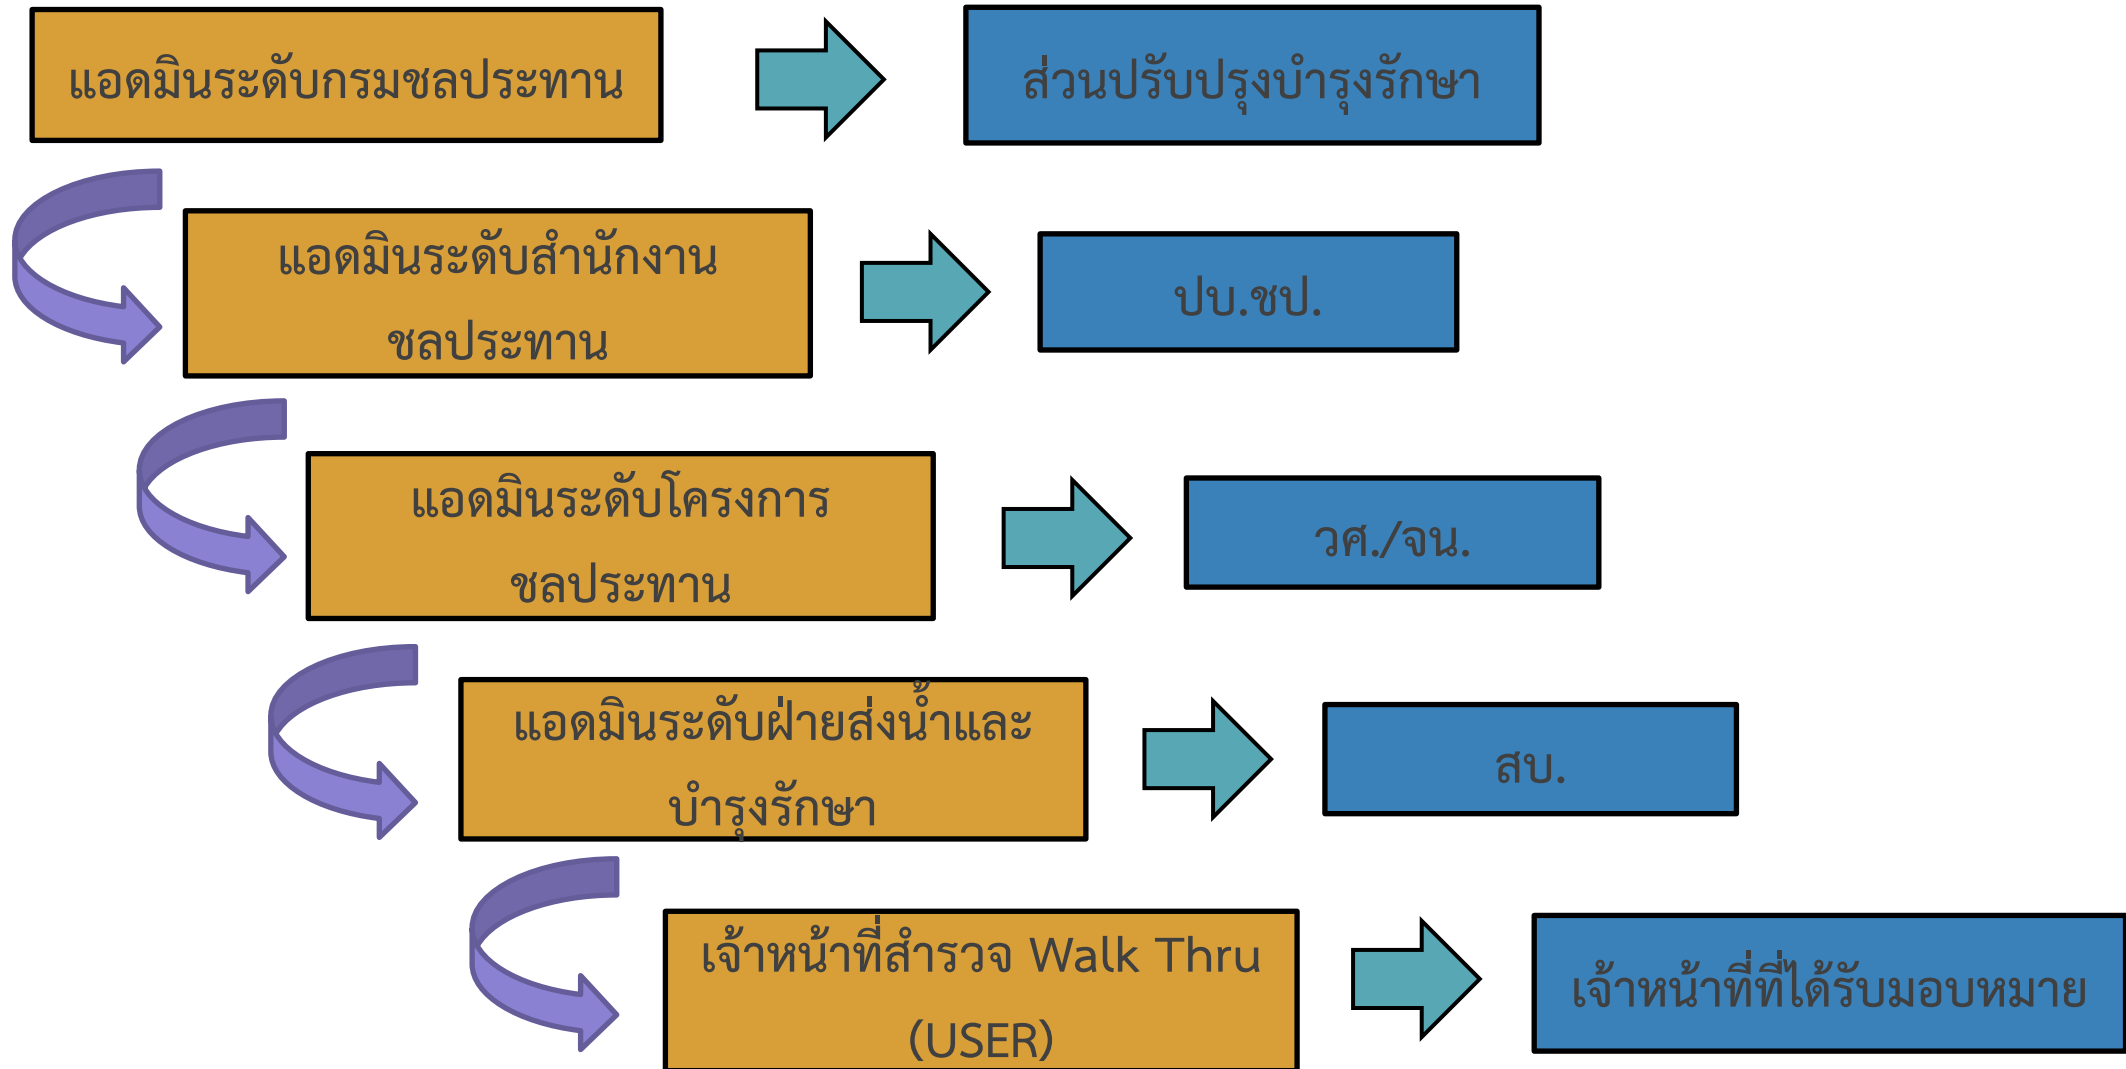 แอดมินระดับกรมชลประทาน
ส่วนปรับปรุงบำรุงรักษา
แอดมินระดับสำนักงาน
ชลประทาน
ปบ.ชป.
แอดมินระดับโครงการ
ชลประทาน
วศ./จน.
แอดมินระดับฝ่ายส่งน้ำและ
บำรุงรักษา
สบ.
เจ้าหน้าที่สำรวจ Walk Thru
(USER)
เจ้าหน้าที่ที่ได้รับมอบหมาย